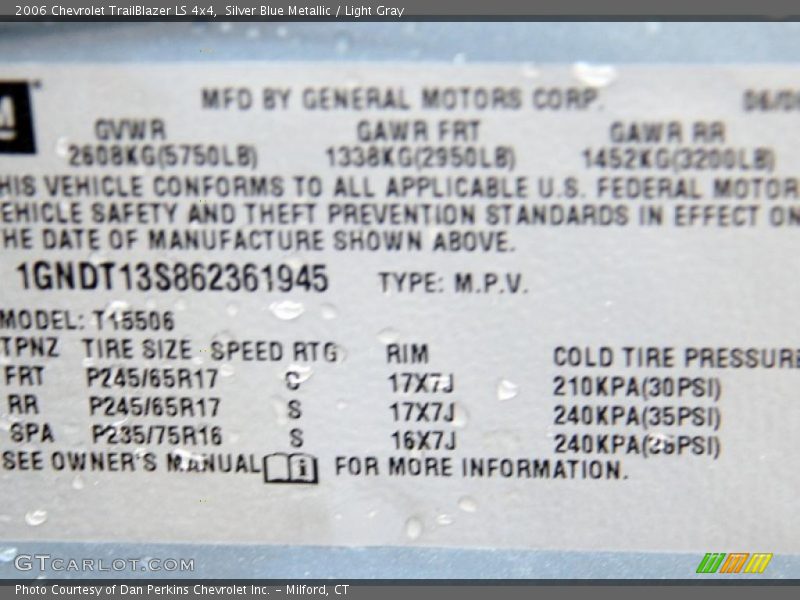 2006 Chevrolet TrailBlazer LS 4x4, Silver Blue Metallic / Light Gray
M
MFD BY GENERAL MOTORS CORP.
GVWR GAWR FRT GAWR RR
2608KG(5750LB) 1338KG(2950LB) 1452KG(3200LB)
HIS VEHICLE CONFORMS TO ALL APPLICABLE U.S. FEDERAL MOTOR
EHICLE SAFETY AND THEFT PREVENTION STANDARDS IN EFFECT ON
HE DATE OF MANUFACTURE SHOWN ABOVE.
1GNDT13S862361945 TYPE: M.P.V.
MODEL: T15506
TPNZ TIRE SIZE SPEED RTG RIM COLD TIRE PRESSURE
FRT P245/65R17 17X7J 210KPA(30PSI)
RR P245/65R17 S 17X7J 240KPA(35PSI)
SPA P235/75R16 S 16X7J
SEE OWNER'S MANUAL i FOR MORE INFORMATION.
GTCARLOT.COM
Photo Courtesy of Dan Perkins Chevrolet Inc. - Milford, CT